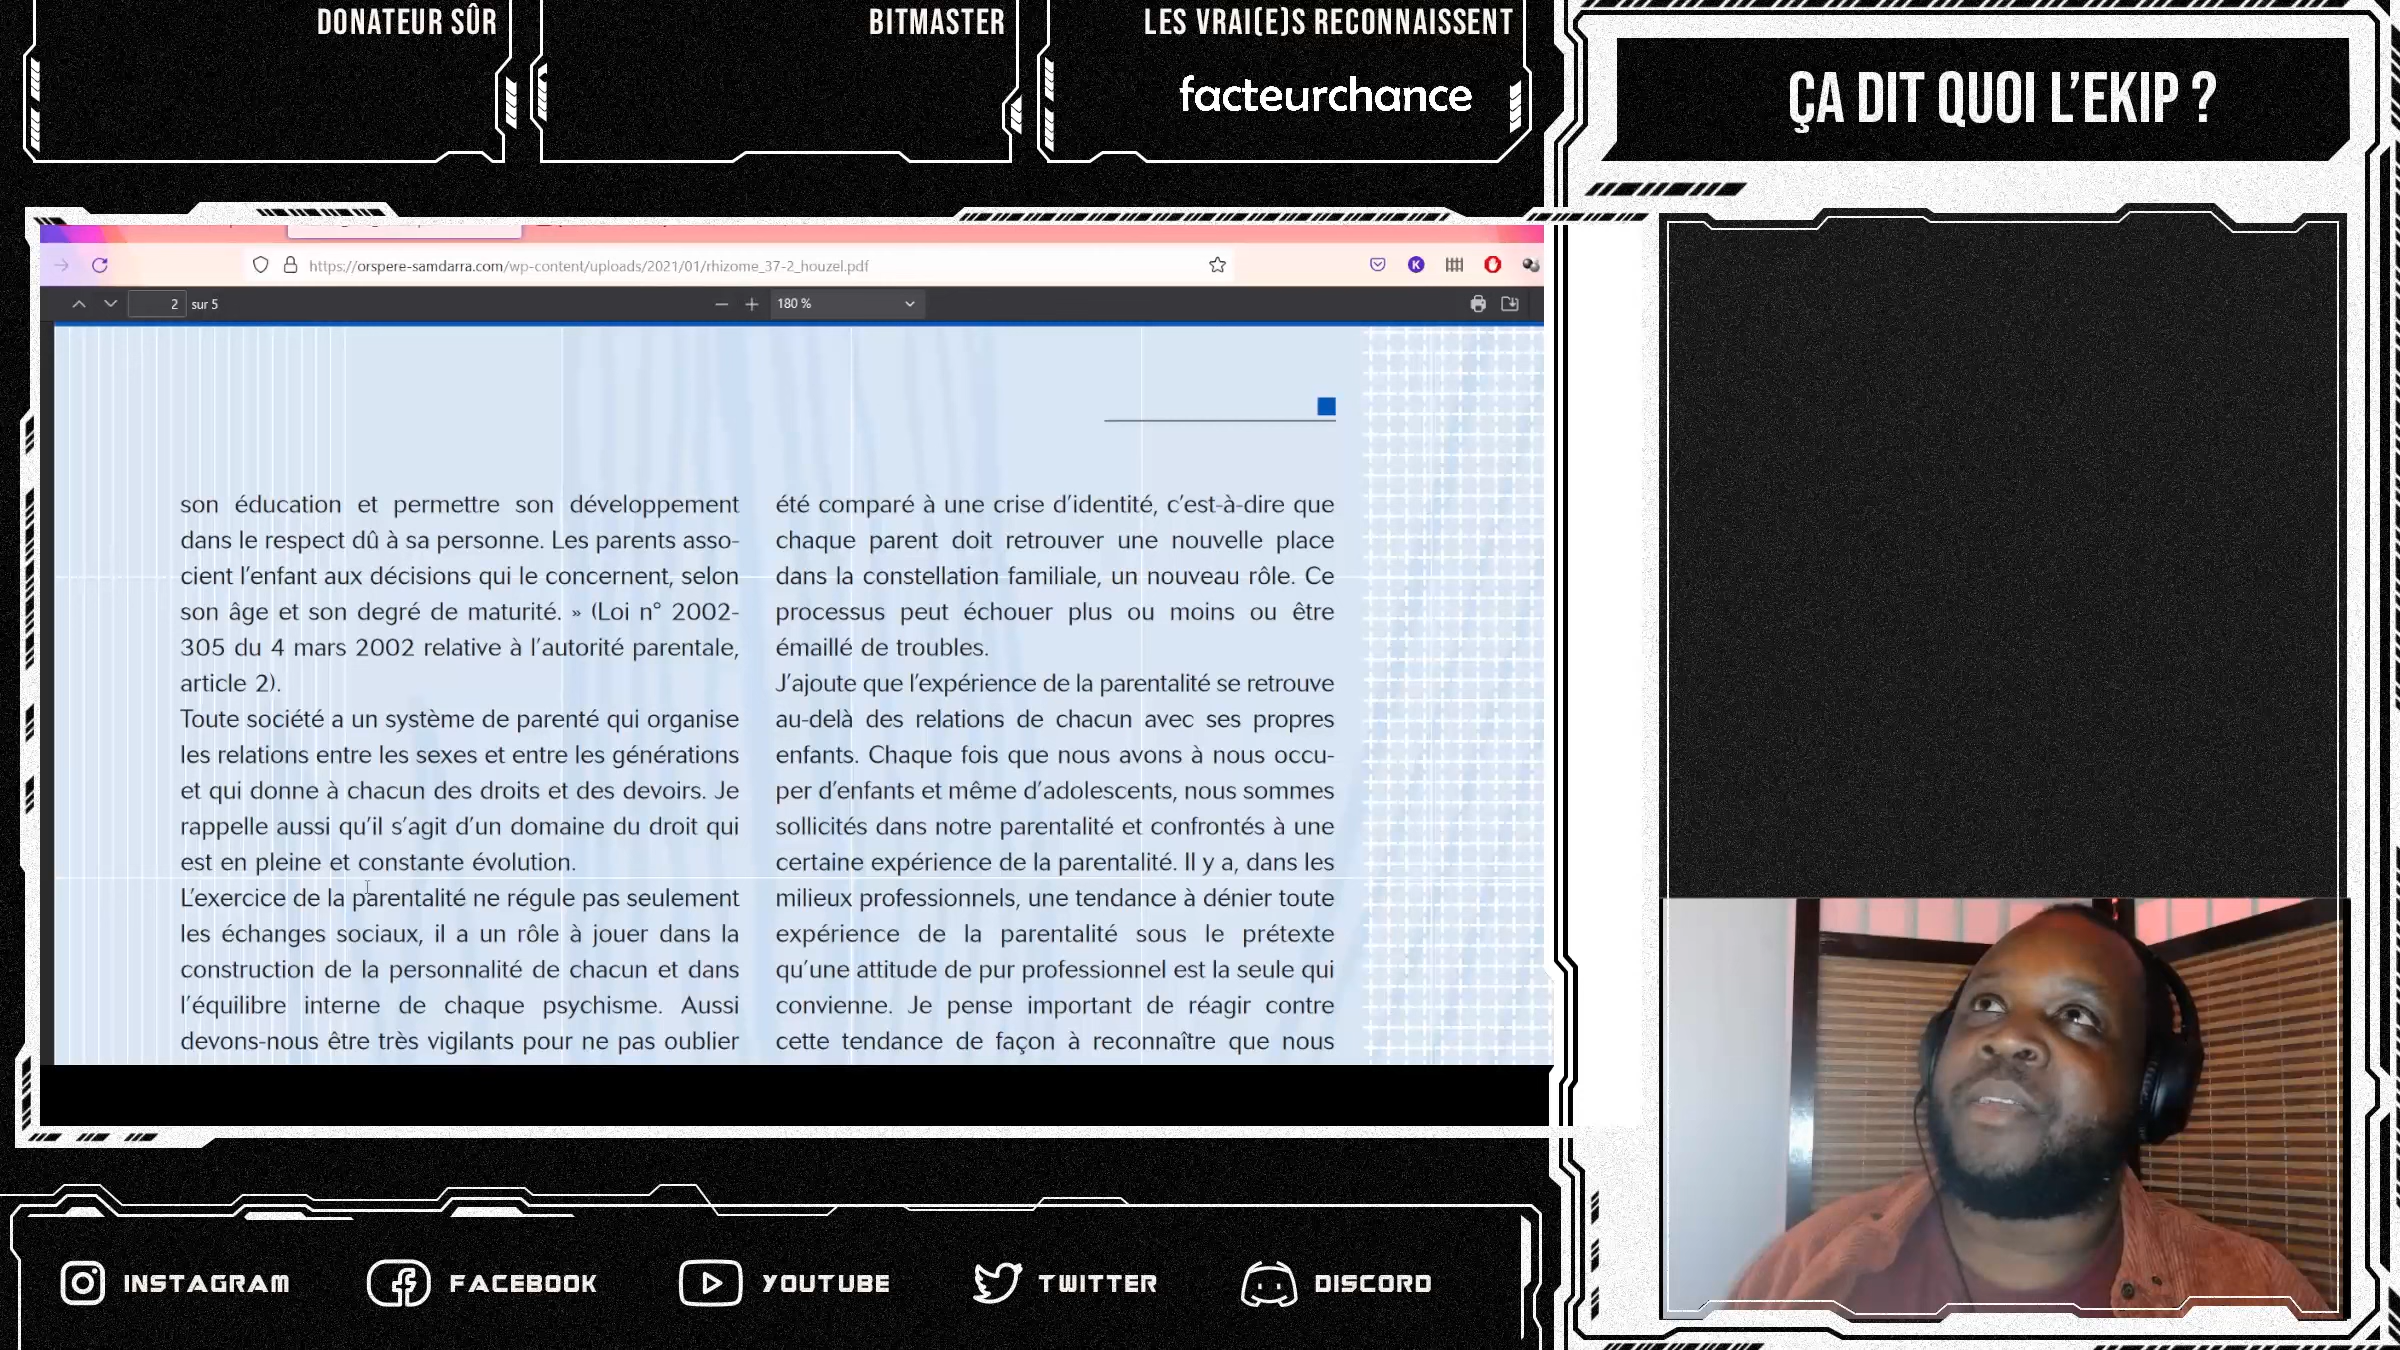 DONATEUR SÛR
BITMASTER
LES VRAI(E)S RECONNAISSENT
facteurchance
ÇA DIT QUOI L'EKIP ?
https://orspere-samdarra.com/wp-content/uploads/2021/01/rhizome_37-2_houzel.pdf
K
2 sur 5
180 %
son éducation et permettre son développement
dans le respect dû à sa personne. Les parents asso-
cient l'enfant aux décisions qui le concernent, selon
son âge et son degré de maturité. » (Loi n° 2002-
305 du 4 mars 2002 relative à l'autorité parentale,
article 2).
Toute société a un système de parenté qui organise
les relations entre les sexes et entre les générations
et qui donne à chacun des droits et des devoirs. Je
rappelle aussi qu'il s'agit d'un domaine du droit qui
est en pleine et constante évolution.
L'exercice de la parentalité ne régule pas seulement
les échanges sociaux, il a un rôle à jouer dans la
construction de la personnalité de chacun et dans
l'équilibre interne de chaque psychisme. Aussi
devons-nous être très vigilants pour ne pas oublier
été comparé à une crise d'identité, c'est-à-dire que
chaque parent doit retrouver une nouvelle place
dans la constellation familiale, un nouveau rôle. Ce
processus peut échouer plus ou moins ou être
émaillé de troubles.
J'ajoute que l'expérience de la parentalité se retrouve
au-delà des relations de chacun avec ses propres
enfants. Chaque fois que nous avons à nous occu-
per d'enfants et même d'adolescents, nous sommes
sollicités dans notre parentalité et confrontés à une
certaine expérience de la parentalité. Il y a, dans les
milieux professionnels, une tendance à dénier toute
expérience de la parentalité sous le prétexte
qu'une attitude de pur professionnel est la seule qui
convienne. Je pense important de réagir contre
cette tendance de façon à reconnaître que nous
INSTAGRAM
FACEBOOK
YOUTUBE
TWITTER
DISCORD